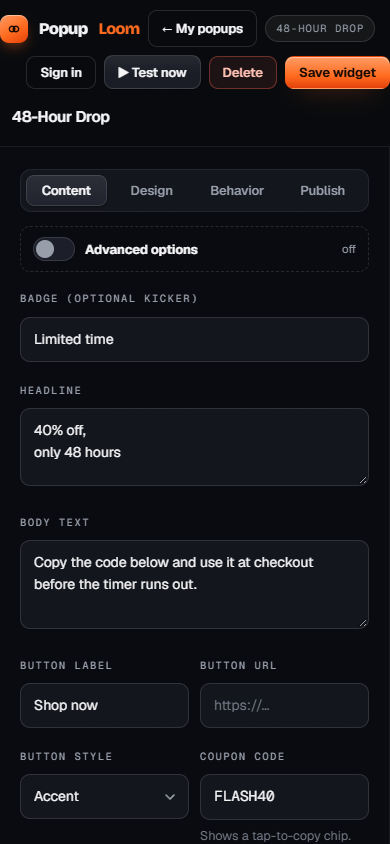 Popup Loom
← My popups
48-HOUR DROP
Sign in
▶ Test now
Delete
Save widget
48-Hour Drop
Content
Design
Behavior
Publish
Advanced options
off
BADGE (OPTIONAL KICKER)
Limited time
HEADLINE
40% off,
only 48 hours
BODY TEXT
Copy the code below and use it at checkout
before the timer runs out.
BUTTON LABEL
BUTTON URL
Shop now
https://…
BUTTON STYLE
COUPON CODE
Accent
FLASH40
Shows a tap-to-copy chip.